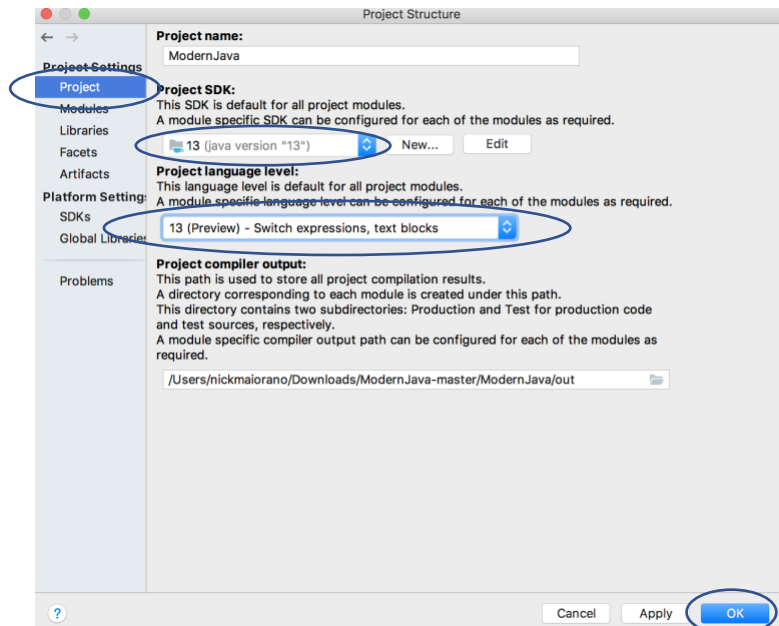 Project Structure
Project Settings
Project
Modules
Libraries
Facets
Artifacts
Platform Setting
SDKs
Global Libraries
Problems
Project name:
ModernJava
Project SDK:
This SDK is default for all project modules.
A module specific SDK can be configured for each of the modules as required.
13 (java version "13")
New...
Edit
Project language level:
This language level is default for all project modules.
A module specific language level can be configured for each of the modules as required.
13 (Preview) - Switch expressions, text blocks
Project compiler output:
This path is used to store all project compilation results.
A directory corresponding to each module is created under this path.
This directory contains two subdirectories: Production and Test for production code
and test sources, respectively.
A module specific compiler output path can be configured for each of the modules as
required.
/Users/nickmaiorano/Downloads/ModernJava-master/ModernJava/out
?
Cancel
Apply
OK